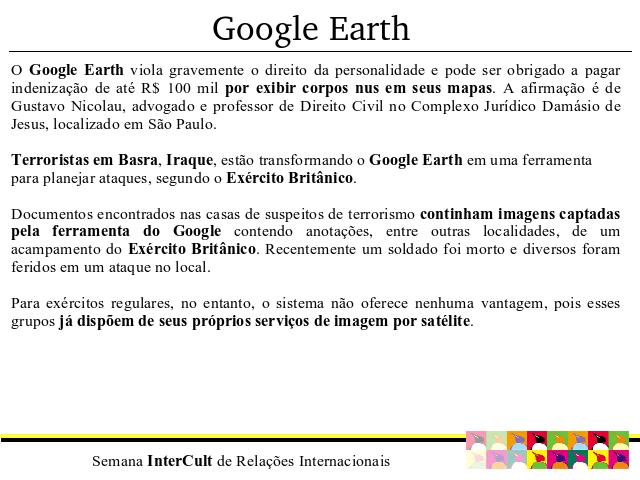 Google Earth
O Google Earth viola gravemente o direito da personalidade e pode ser obrigado a pagar
indenização de até R$ 100 mil por exibir corpos nus em seus mapas. A afirmação é de
Gustavo Nicolau, advogado e professor de Direito Civil no Complexo Jurídico Damásio de
Jesus, localizado em São Paulo.
Terroristas em Basra, Iraque, estão transformando o Google Earth em uma ferramenta
para planejar ataques, segundo o Exército Britânico.
Documentos encontrados nas casas de suspeitos de terrorismo continham imagens captadas
pela ferramenta do Google contendo anotações, entre outras localidades, de um
acampamento do Exército Britânico. Recentemente um soldado foi morto e diversos foram
feridos em um ataque no local.
Para exércitos regulares, no entanto, o sistema não oferece nenhuma vantagem, pois esses
grupos já dispõem de seus próprios serviços de imagem por satélite.
Semana InterCult de Relações Internacionais